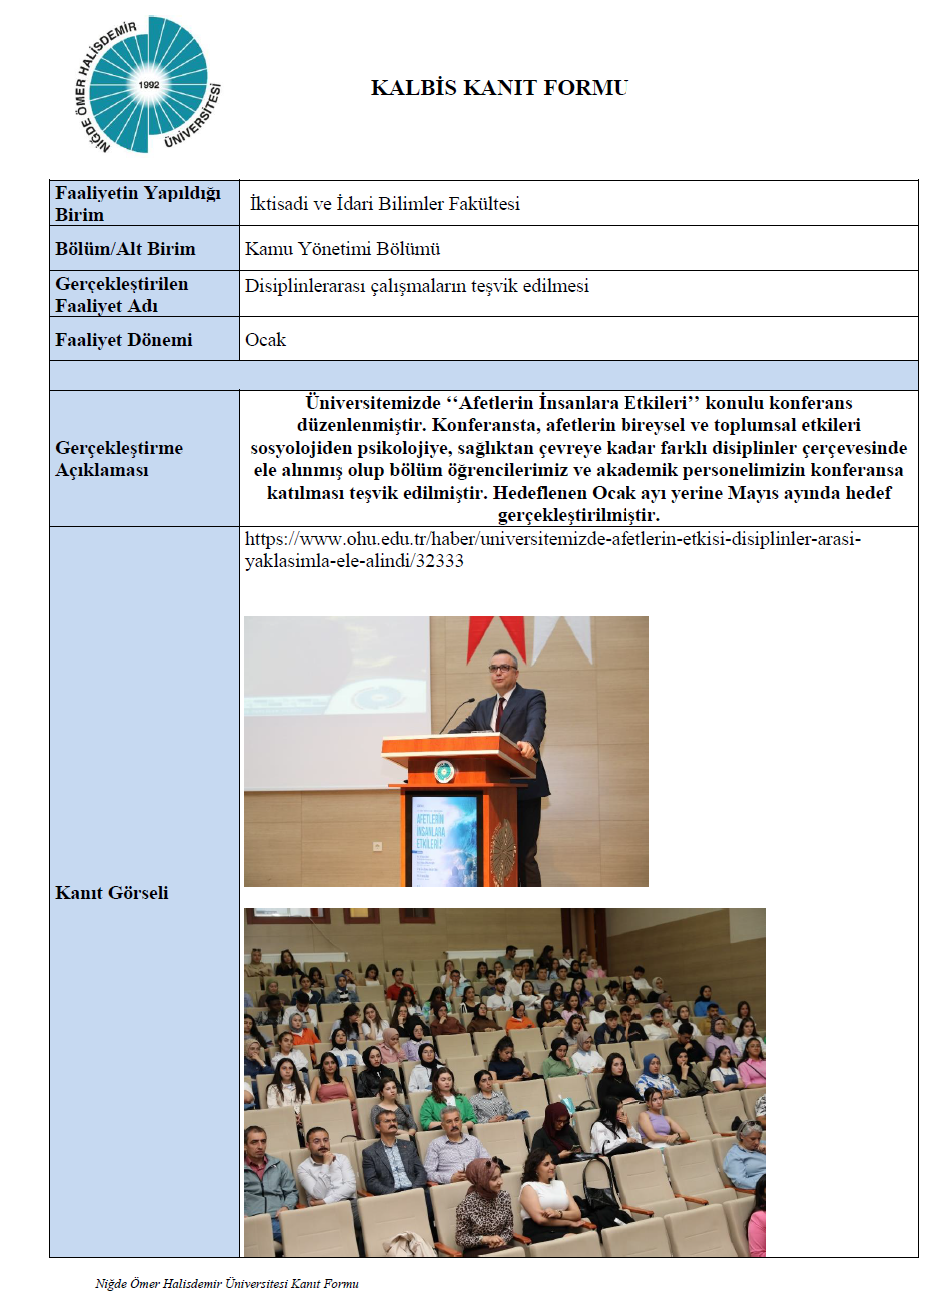 NİĞDE ÖMER HALİSDEMİR
ÜNİVERSİTESİ
1992
KALBİS KANIT FORMU
Faaliyetin Yapıldığı
Birim
İktisadi ve İdari Bilimler Fakültesi
Bölüm/Alt Birim
Kamu Yönetimi Bölümü
Gerçekleştirilen
Faaliyet Adı
Disiplinlerarası çalışmaların teşvik edilmesi
Faaliyet Dönemi
Ocak
Gerçekleştirme
Açıklaması
Üniversitemizde ‘‘Afetlerin İnsanlara Etkileri’’ konulu konferans
düzenlenmiştir. Konferansta, afetlerin bireysel ve toplumsal etkileri
sosyolojiden psikolojiye, sağlıktan çevreye kadar farklı disiplinler çerçevesinde
ele alınmış olup bölüm öğrencilerimiz ve akademik personelimizin konferansa
katılması teşvik edilmiştir. Hedeflenen Ocak ayı yerine Mayıs ayında hedef
gerçekleştirilmiştir.
Kanıt Görseli
https://www.ohu.edu.tr/haber/universitemizde-afetlerin-etkisi-disiplinler-arasi-
yaklasimla-ele-alindi/32333
AFETLERİN
İNSANLARA
ETKİLERİ
Niğde Ömer Halisdemir Üniversitesi Kanıt Formu